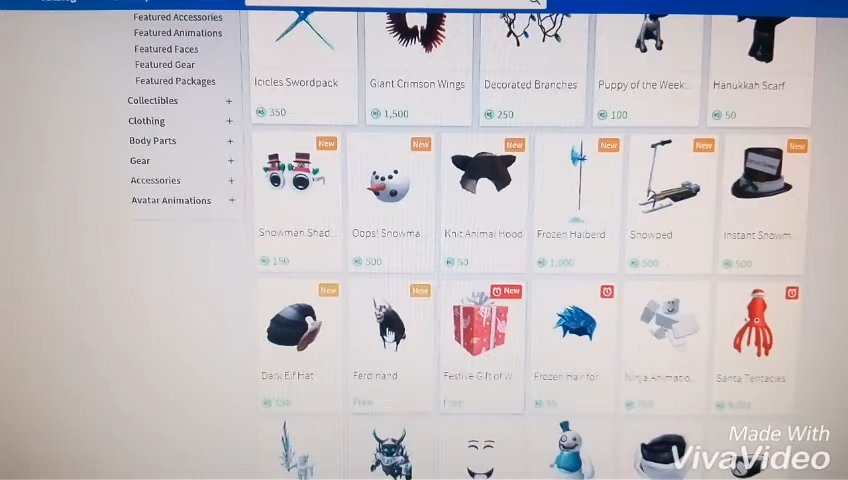 Featured Accessories
Featured Animations
Featured Faces
Featured Gear
Featured Packages
Collectibles +
Clothing +
Body Parts +
Gear +
Accessories +
Avatar Animations +
Icicles Swordpack
Giant Crimson Wings
Decorated Branches
Puppy of the Week...
Hanukkah Scarf
350
1,500
250
100
50
New
New
New
New
New
New
Snowman Shad...
Oops! Snowma...
Knit Animal Hood
Frozen Halberd
Snowped
Instant Snowm...
150
500
50
1,000
500
500
New
New
New
Dark Elf Hat
Ferdinand
Festive Gift of W...
Frozen Hair for...
Ninja Animatio...
Santa Tentacles
Free
Free
Made With
VivaVideo